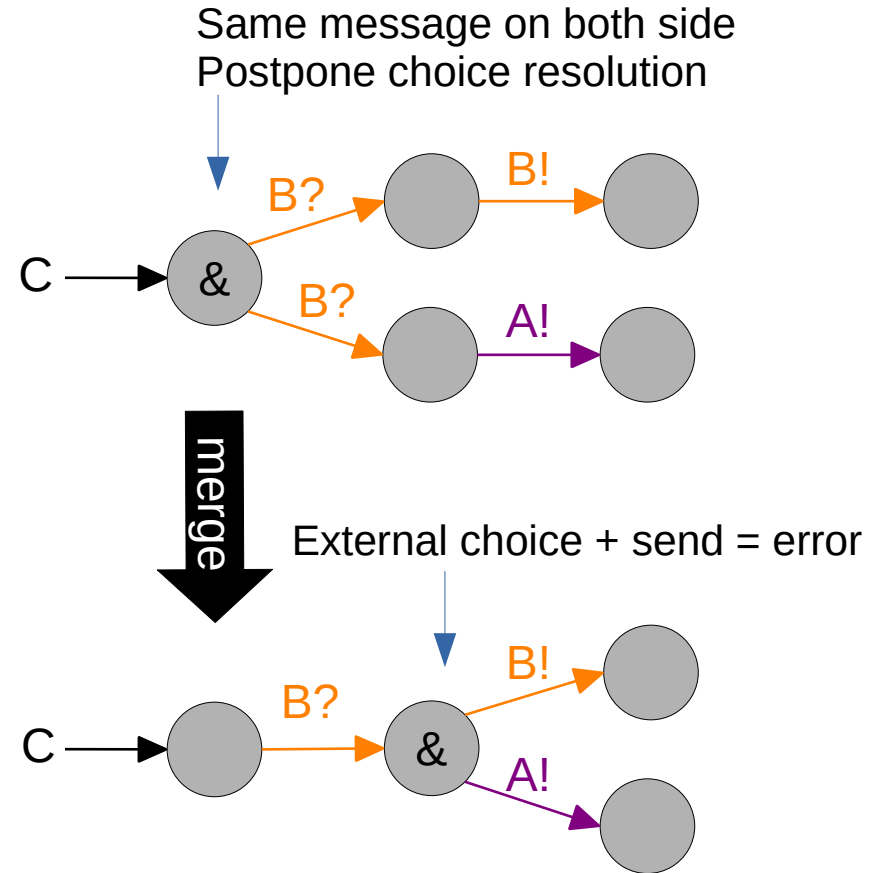 Same message on both side
Postpone choice resolution
B?
B!
C
&
B?
A!
merge
External choice + send = error
B!
B?
C
&
A!